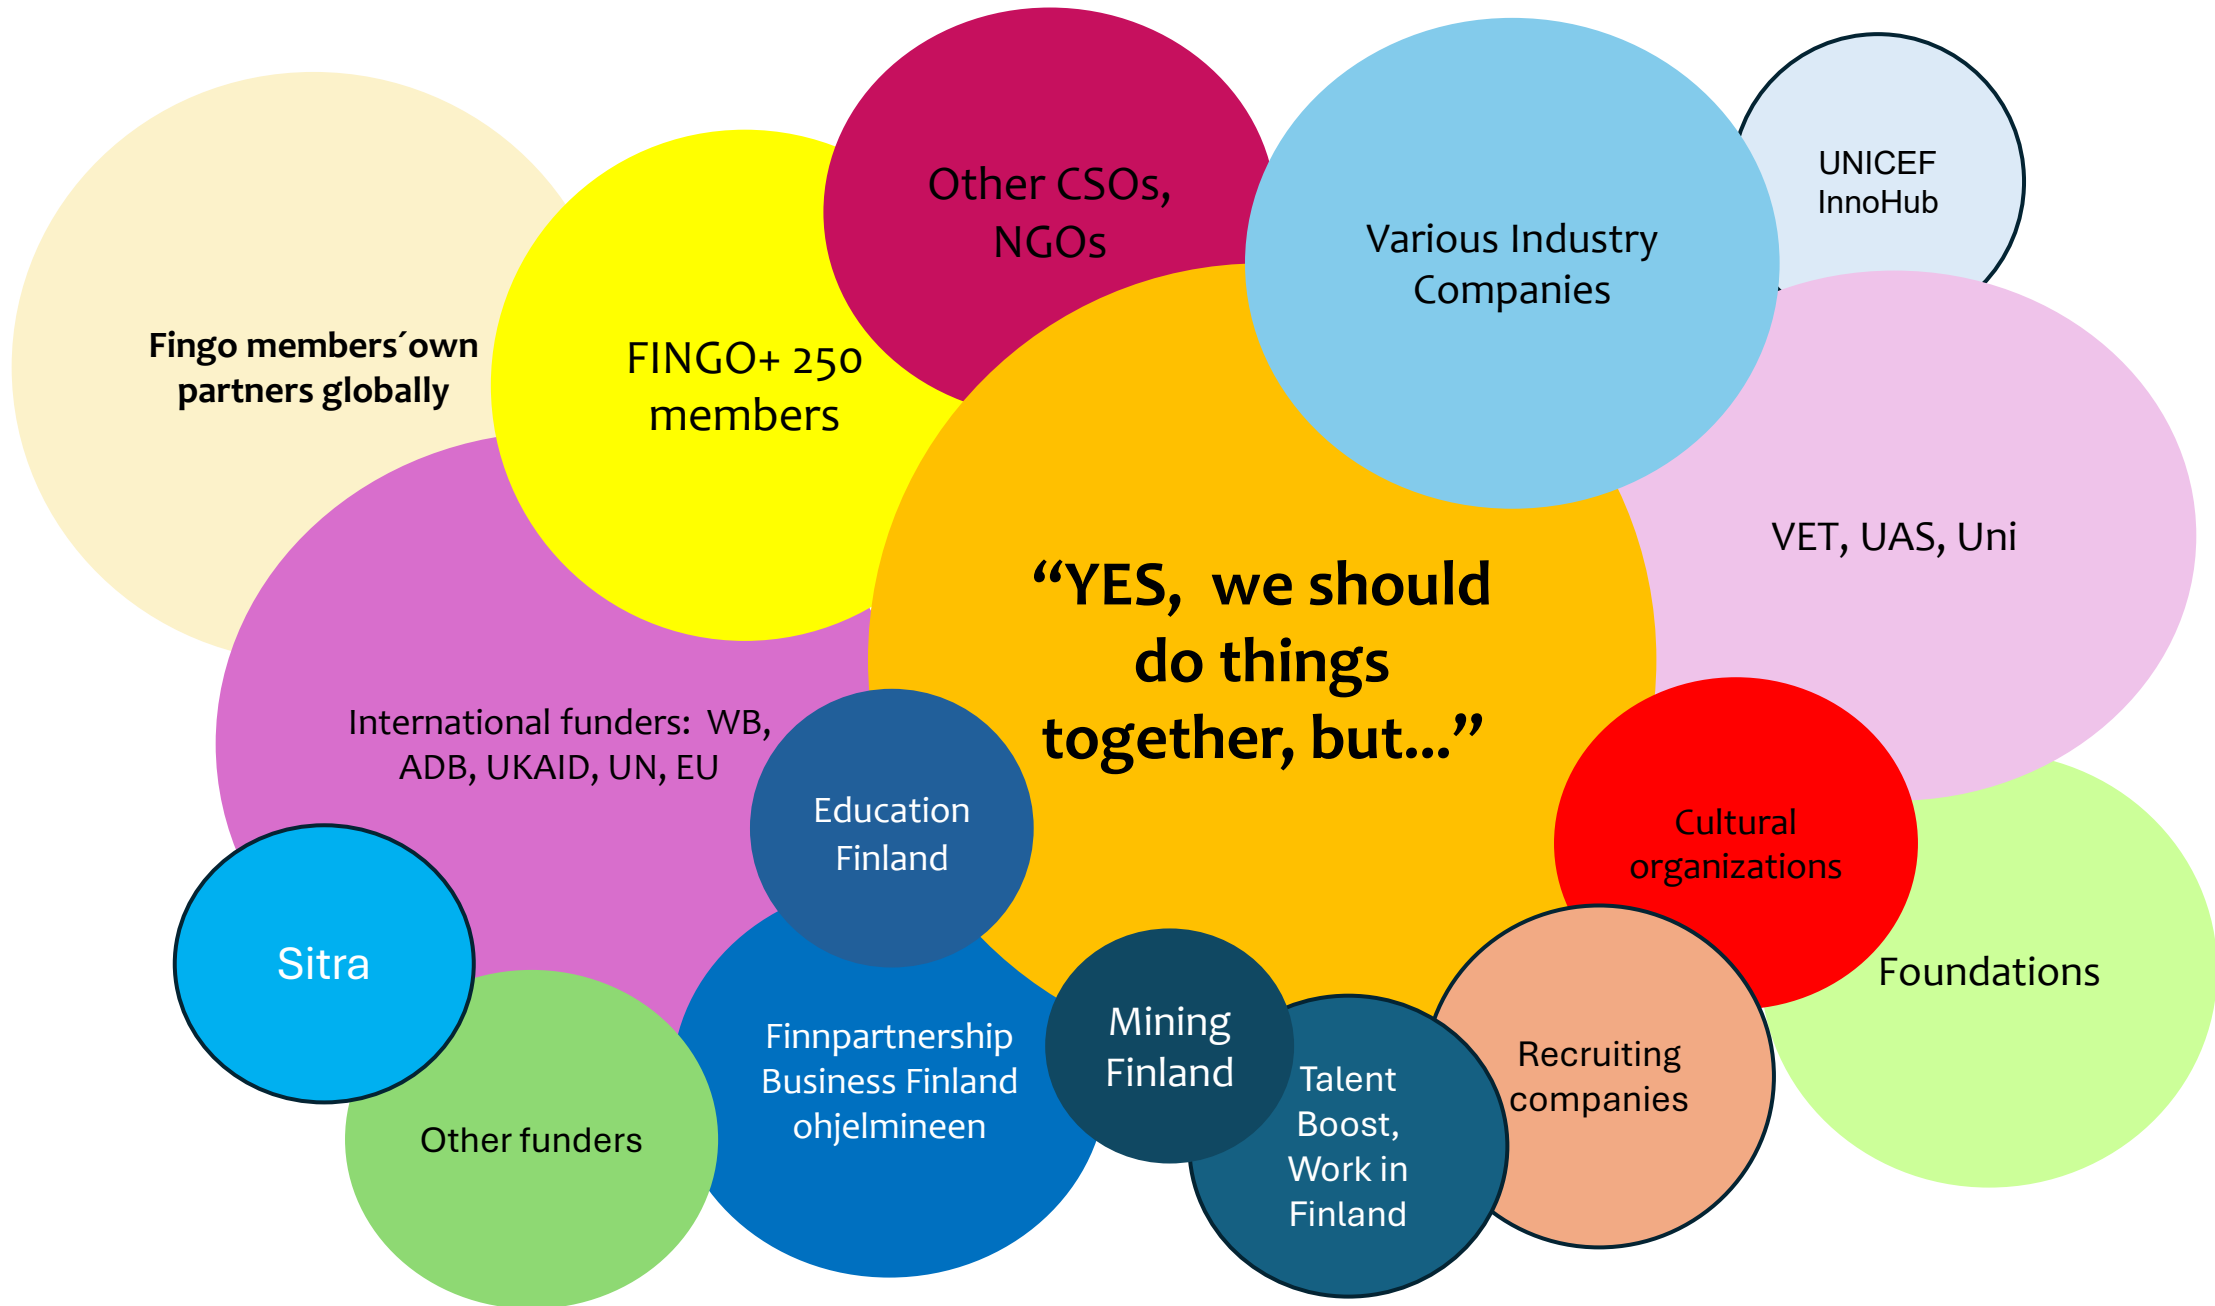 Other CSOs,
NGOs
UNICEF
InnoHub
Various Industry
Companies
Fingo members´own
partners globally
FINGO+ 250
members
VET, UAS, Uni
“YES,  we should
do things
together, but...”
International funders:  WB,
ADB, UKAID, UN, EU
Education
Finland
Cultural
organizations
Sitra
Foundations
Finnpartnership
Business Finland
ohjelmineen
Mining
Finland
Recruiting
companies
Talent
Boost,
Work in
Finland
Other funders